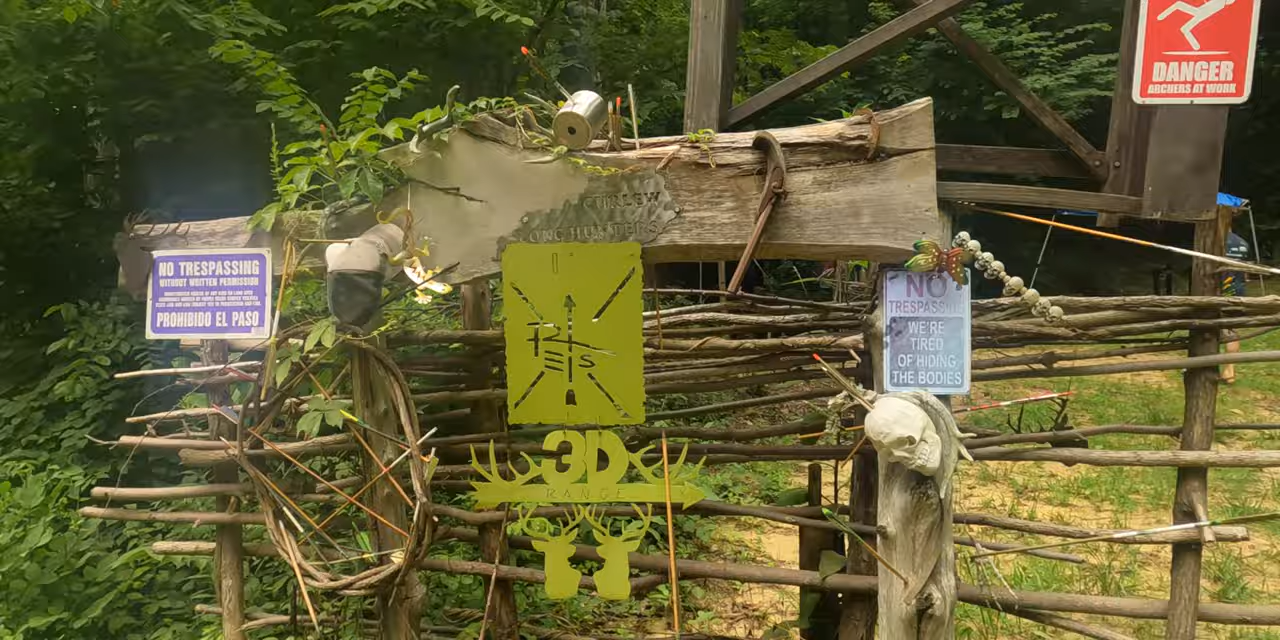 DANGER
ARCHERS AT WORK
CURLEW
LONG HUNTERS
NO TRESPASSING
WITHOUT WRITTEN PERMISSION
PROHIBIDO EL PASO
NO
TRESPASSING
WE'RE
TIRED
OF HIDING
THE BODIES
3D
RANGE